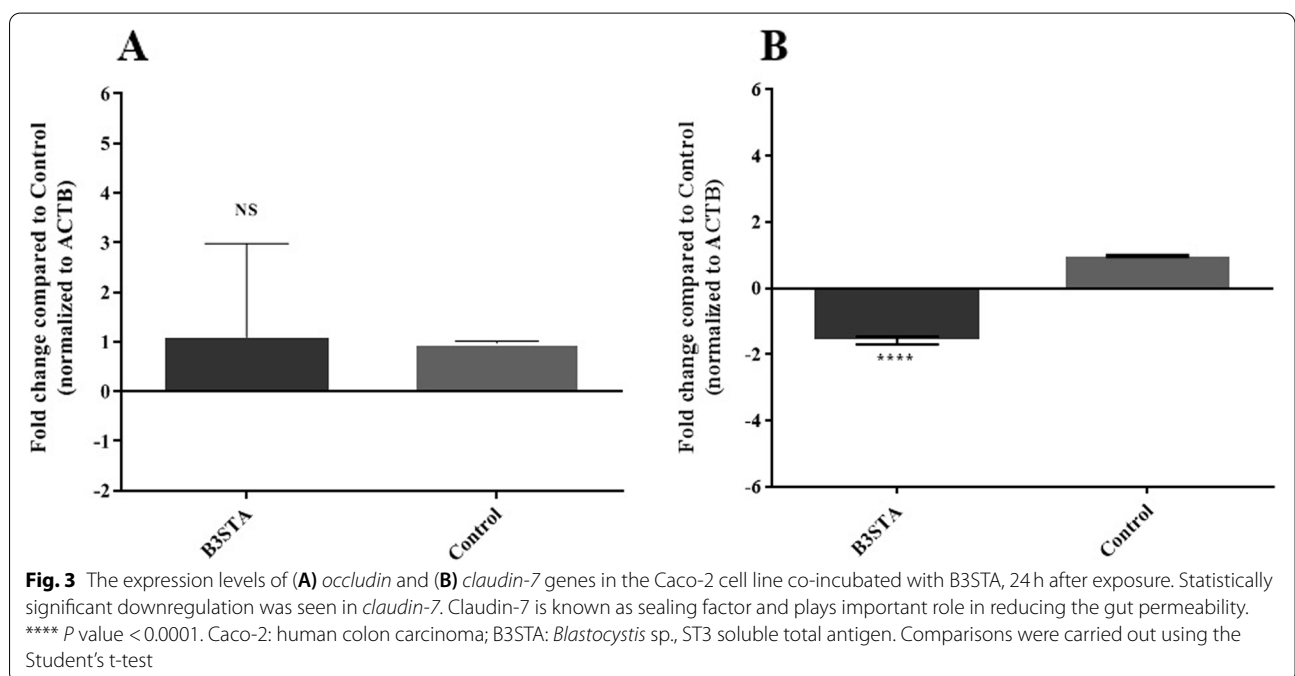 A
Fold change compared to Control
(normalized to ACTB)
6
5
4
3
2
1
0
-1
-2
NS
B3STA
Control
B
Fold change compared to Control
(normalized to ACTB)
6
4
2
0
-2
-4
-6
****
B3STA
Control
Fig. 3 The expression levels of (A) occludin and (B) claudin-7 genes in the Caco-2 cell line co-incubated with B3STA, 24 h after exposure. Statistically
significant downregulation was seen in claudin-7. Claudin-7 is known as sealing factor and plays important role in reducing the gut permeability.
**** P value < 0.0001. Caco-2: human colon carcinoma; B3STA: Blastocystis sp., ST3 soluble total antigen. Comparisons were carried out using the
Student's t-test